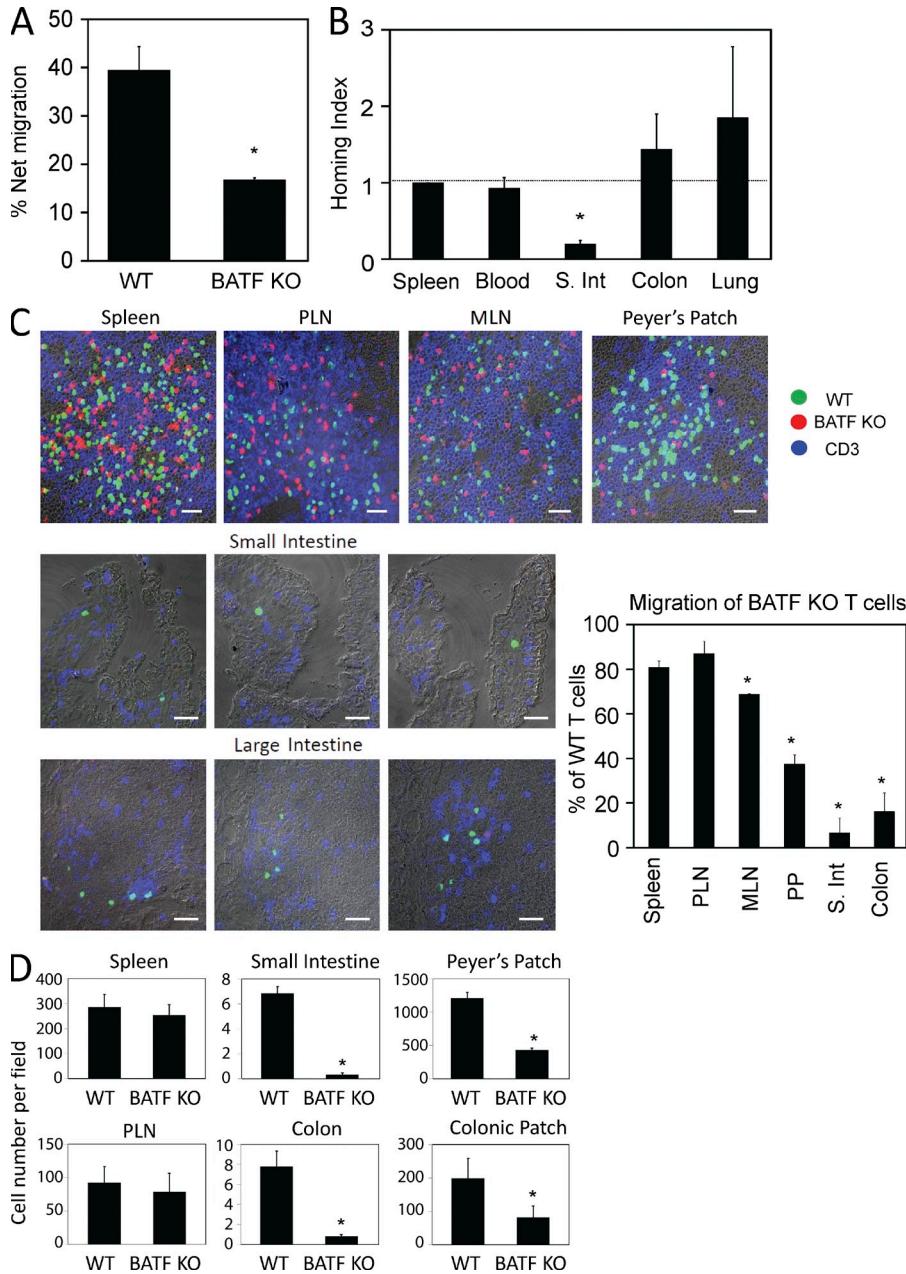 A
% Net migration
50
40
30
20
10
0
*
WT BATF KO
B
Homing Index
3
2
1
0
*
Spleen Blood S. Int Colon Lung
C
Spleen PLN MLN Peyer's Patch
WT
BATF KO
CD3
Small Intestine
Large Intestine
Migration of BATF KO T cells
% of WT T cells
100
80
60
40
20
0
* * * *
Spleen PLN MLN PP S. Int Colon
D
Cell number per field
Spleen
400
300
200
100
0
WT BATF KO
Small Intestine
8
6
4
2
0
*
WT BATF KO
Peyer's Patch
1500
1000
500
0
*
WT BATF KO
PLN
150
100
50
0
WT BATF KO
Colon
10
8
6
4
2
0
*
WT BATF KO
Colonic Patch
300
200
100
0
*
WT BATF KO